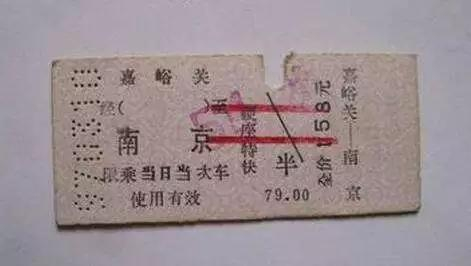 嘉峪关
经( )至
南京
限乘当日当次车
使用有效
硬座特快
半
79.00
全价158元
嘉峪关——南京